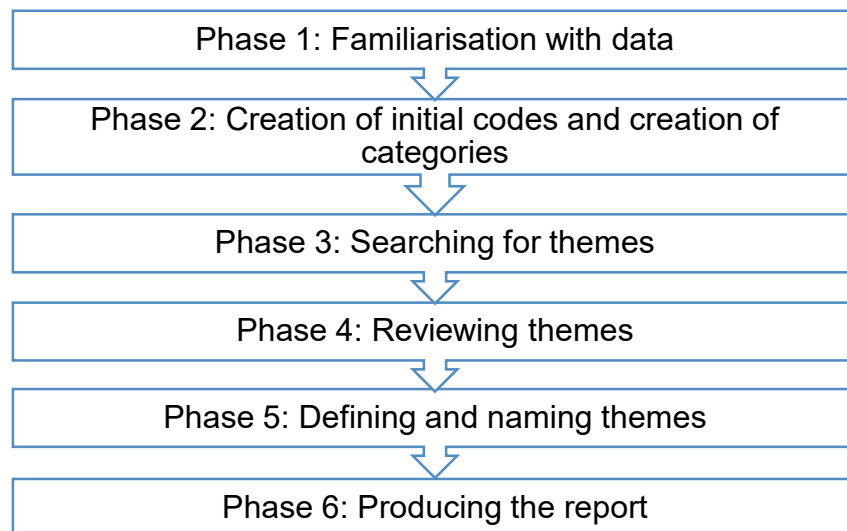 Phase 1: Familiarisation with data
Phase 2: Creation of initial codes and creation of
categories
Phase 3: Searching for themes
Phase 4: Reviewing themes
Phase 5: Defining and naming themes
Phase 6: Producing the report